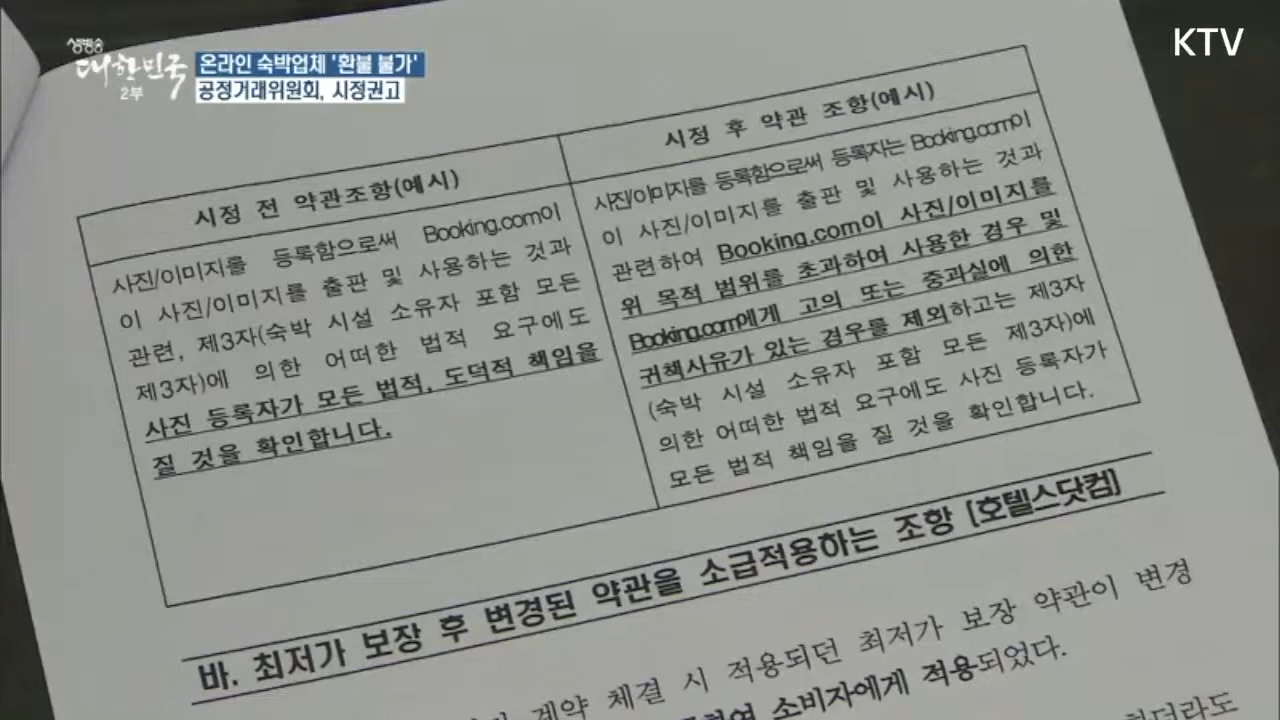 생방송
대한민국
2부
온라인 숙박업체 '환불 불가'
공정거래위원회, 시정권고
KTV
시정 전 약관조항(예시)
사진/이미지를 등록함으로써 Booking.com이
이 사진/이미지를 출판 및 사용하는 것과
관련, 제3자(숙박 시설 소유자 포함 모든
제3자)에 의한 어떠한 법적 요구에도
사진 등록자가 모든 법적, 도덕적 책임을
질 것을 확인합니다.
시정 후 약관 조항(예시)
사진/이미지를 등록함으로써 등록자는 Booking.com이
이 사진/이미지를 출판 및 사용하는 것과
관련하여 Booking.com이 사진/이미지를
위 목적 범위를 초과하여 사용한 경우 및
Booking.com에게 고의 또는 중과실에 의한
귀책사유가 있는 경우를 제외하고는 제3자
(숙박 시설 소유자 포함 모든 제3자)에
의한 어떠한 법적 요구에도 사진 등록자가
모든 법적 책임을 질 것을 확인합니다.
바. 최저가 보장 후 변경된 약관을 소급적용하는 조항 [호텔스닷컴]
계약 체결 시 적용되던 최저가 보장 약관이 변경
소비자에게 적용되었다.